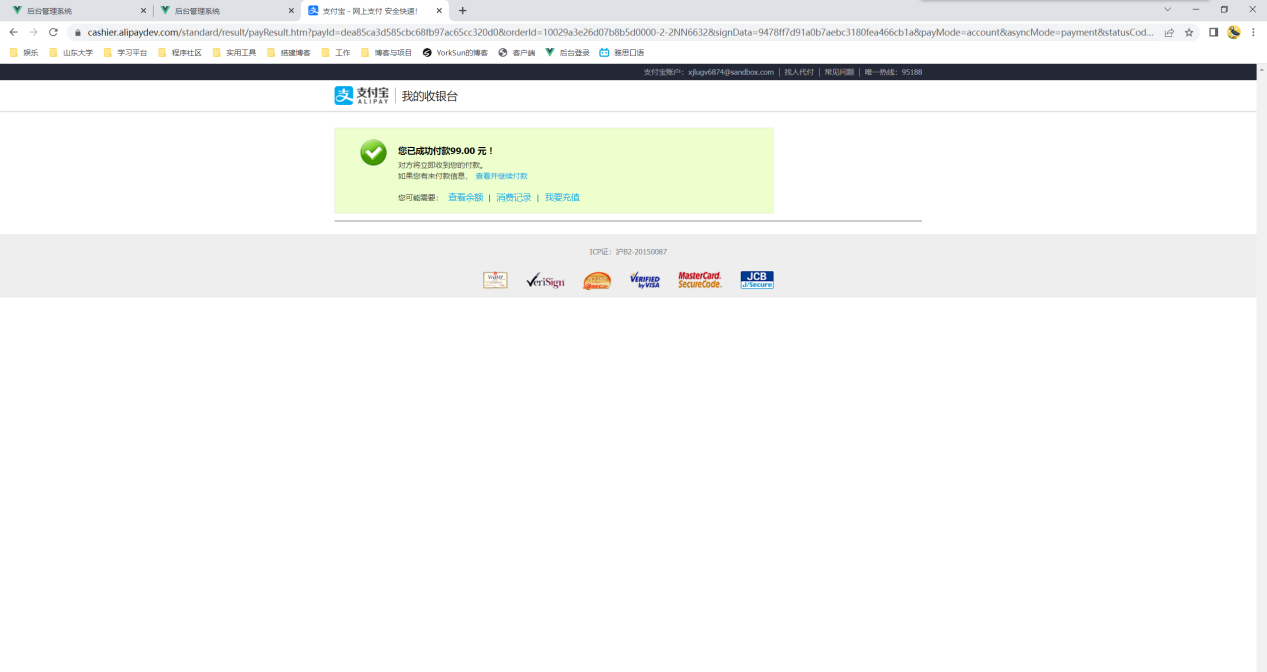 后台管理系统
后台管理系统
支付宝 - 网上支付 安全快速！
cashier.alipaydev.com/standard/result/payResult.htm?payId=dea85ca3d585cbc68fb97ac65cc320d0&orderId=10029a3e26d07b8b5d0000-2-2NN6632&signData=9478ff7d91a0b7aebc3180fea466cb1a&payMode=account&asyncMode=payment&statusCod...
娱乐 山东大学 学习平台 程序社区 实用工具 搭建博客 工作 博客与项目 YorkSun的博客 客户端 后台登录 雅思口语
支付宝账户：xjlugv6874@sandbox.com | 找人代付 | 常见问题 | 唯一热线：95188
支付宝 ALIPAY | 我的收银台
您已成功付款99.00 元！
对方将立即收到您的付款。
如果您有未付款信息， 查看并继续付款
您可能需要： 查看余额 | 消费记录 | 我要充值
ICP证：沪B2-20150087
VeriSign
VERIFIED by VISA
MasterCard. SecureCode.
JCB J/Secure